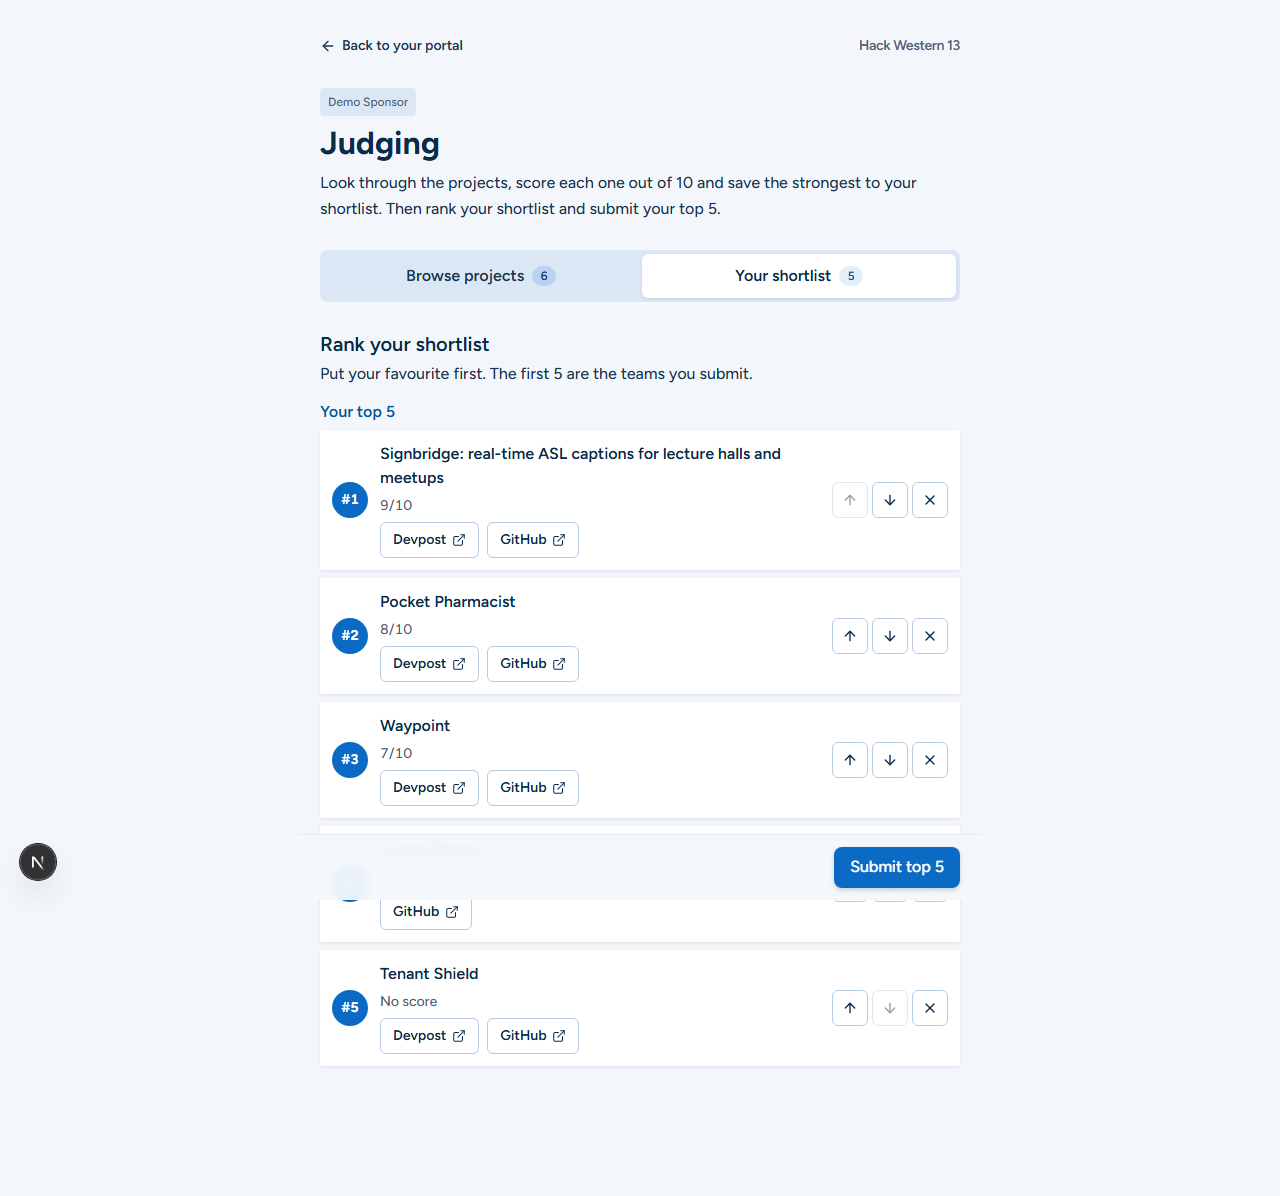 Back to your portal
Hack Western 13
Demo Sponsor
Judging
Look through the projects, score each one out of 10 and save the strongest to your
shortlist. Then rank your shortlist and submit your top 5.
Browse projects 6
Your shortlist 5
Rank your shortlist
Put your favourite first. The first 5 are the teams you submit.
Your top 5
#1
Signbridge: real-time ASL captions for lecture halls and
meetups
9/10
Devpost
GitHub
#2
Pocket Pharmacist
8/10
Devpost
GitHub
#3
Waypoint
7/10
Devpost
GitHub
N
Submit top 5
GitHub
#5
Tenant Shield
No score
Devpost
GitHub